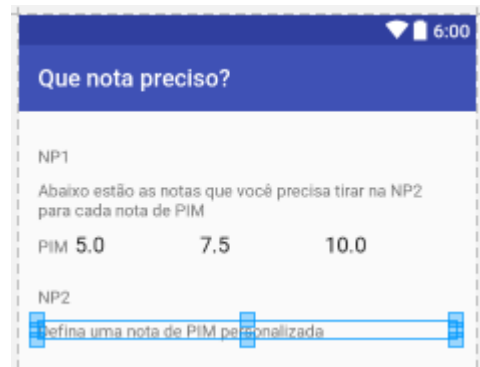 6:00
Que nota preciso?
NP1
Abaixo estão as notas que você precisa tirar na NP2
para cada nota de PIM
PIM 5.0 7.5 10.0
NP2
Defina uma nota de PIM personalizada